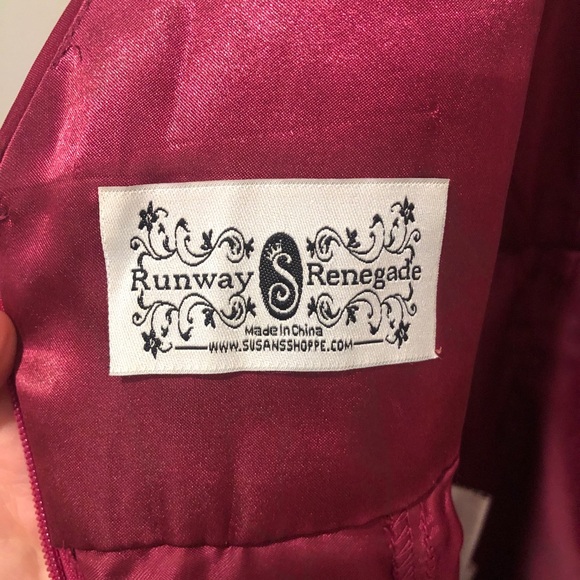 Runway S Renegade
Made In China
WWW.SUSANSSHOPPE.COM